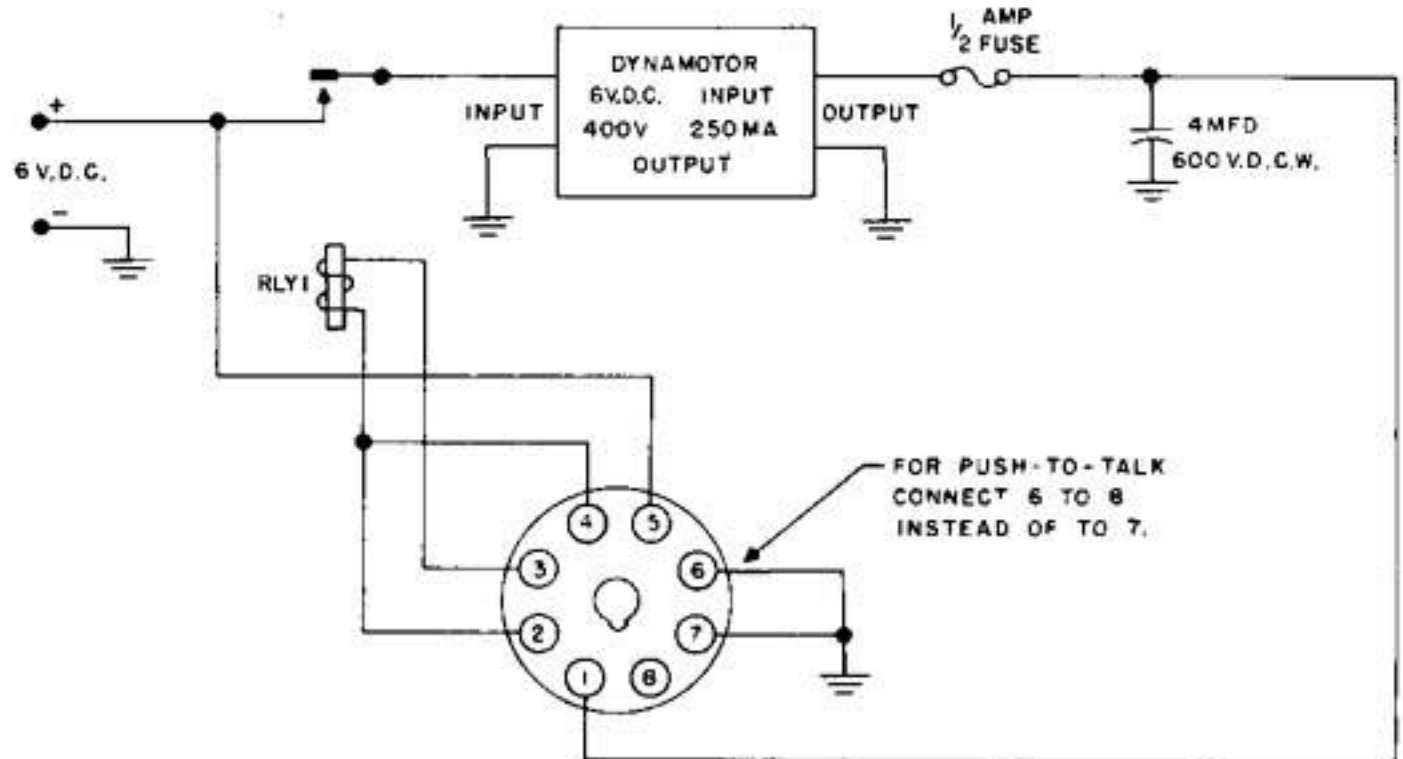 1/2 AMP
FUSE
DYNAMOTOR
6V.D.C. INPUT
400V 250MA
OUTPUT
INPUT
OUTPUT
+
6 V.D.C.
-
4MFD
600 V.D.C.W.
RLY1
FOR PUSH-TO-TALK
CONNECT 6 TO 8
INSTEAD OF TO 7.
4
5
3
6
2
7
1
8